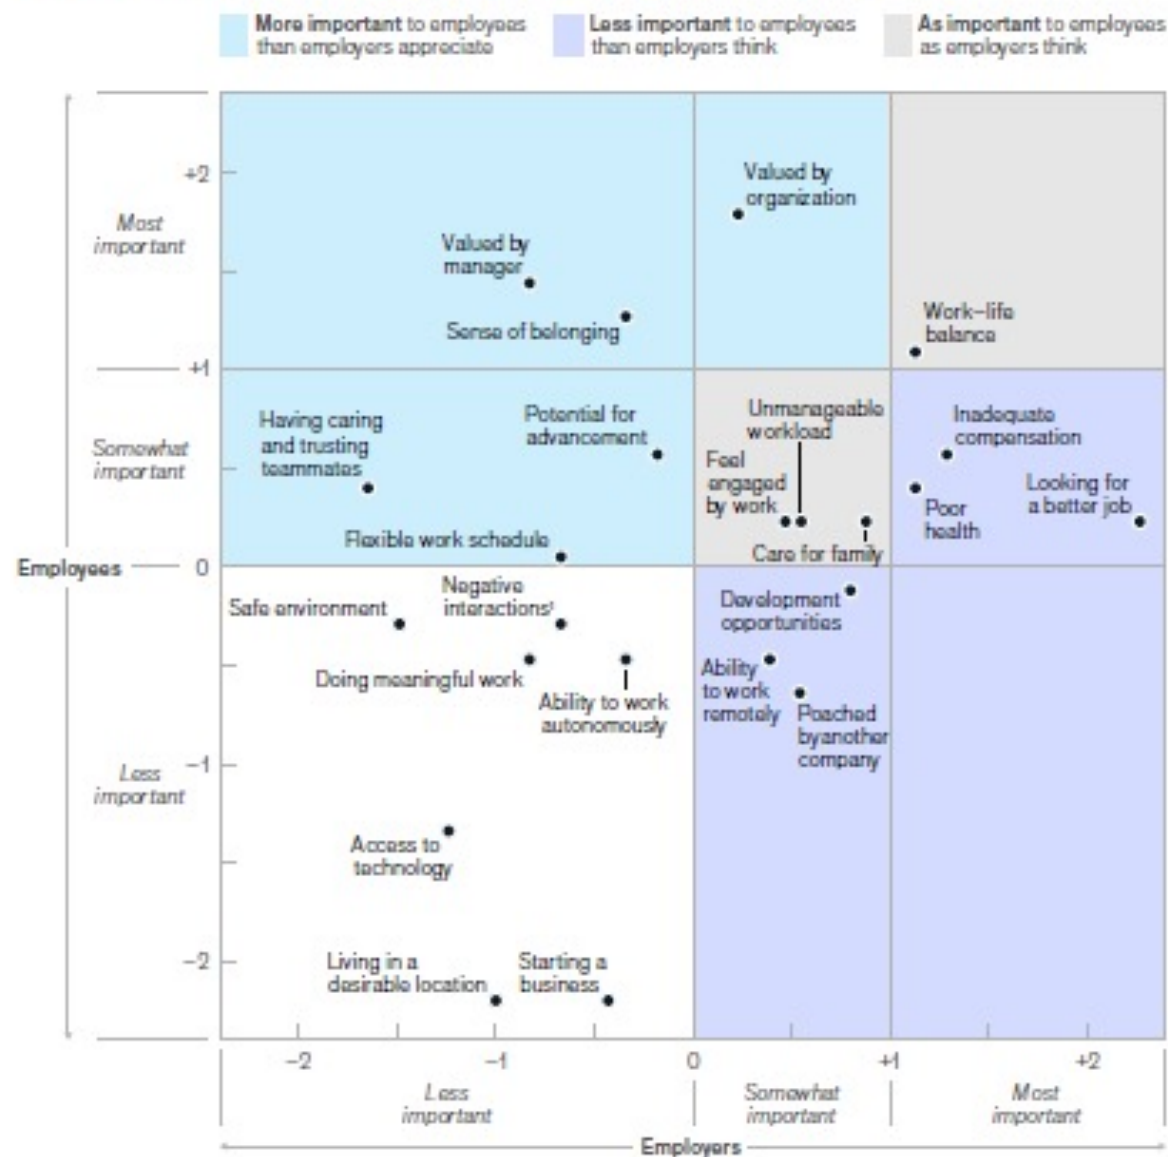 More important to employees
than employers appreciate
Less important to employees
than employers think
As important to employees
as employers think
+2
Most
important
Valued by
organization
Valued by
manager
Sense of belonging
Work–life
balance
+1
Somewhat
important
Having caring
and trusting
teammates
Potential for
advancement
Unmanageable
workload
Feel
engaged
by work
Inadequate
compensation
Looking for
a better job
Poor
health
Flexible work schedule
Care for family
Employees
0
Safe environment
Negative
interactions¹
Development
opportunities
Doing meaningful work
Ability to work
autonomously
Ability
to work
remotely
Poached
byanother
company
−1
Less
important
Access to
technology
−2
Living in a
desirable location
Starting a
business
−2
−1
0
+1
+2
Less
important
Somewhat
important
Most
important
Employers